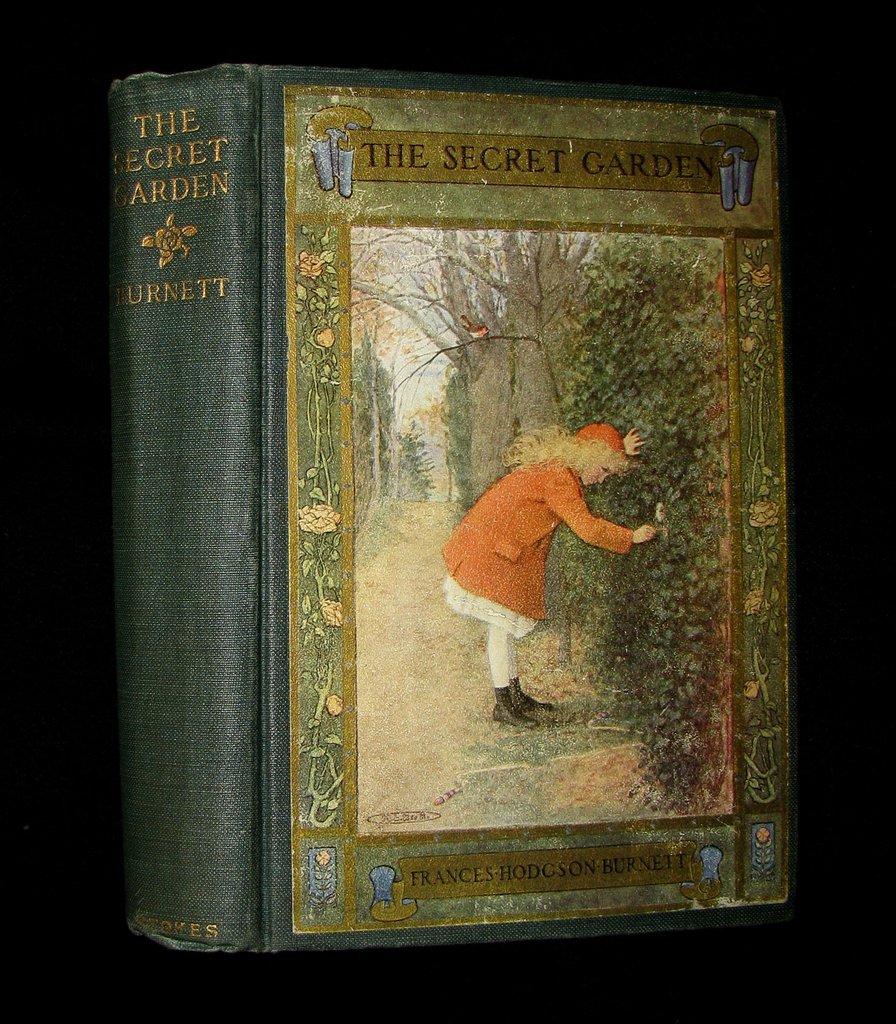 THE
SECRET
GARDEN
BURNETT
STOKES
THE SECRET GARDEN
FRANCES·HODGSON·BURNETT